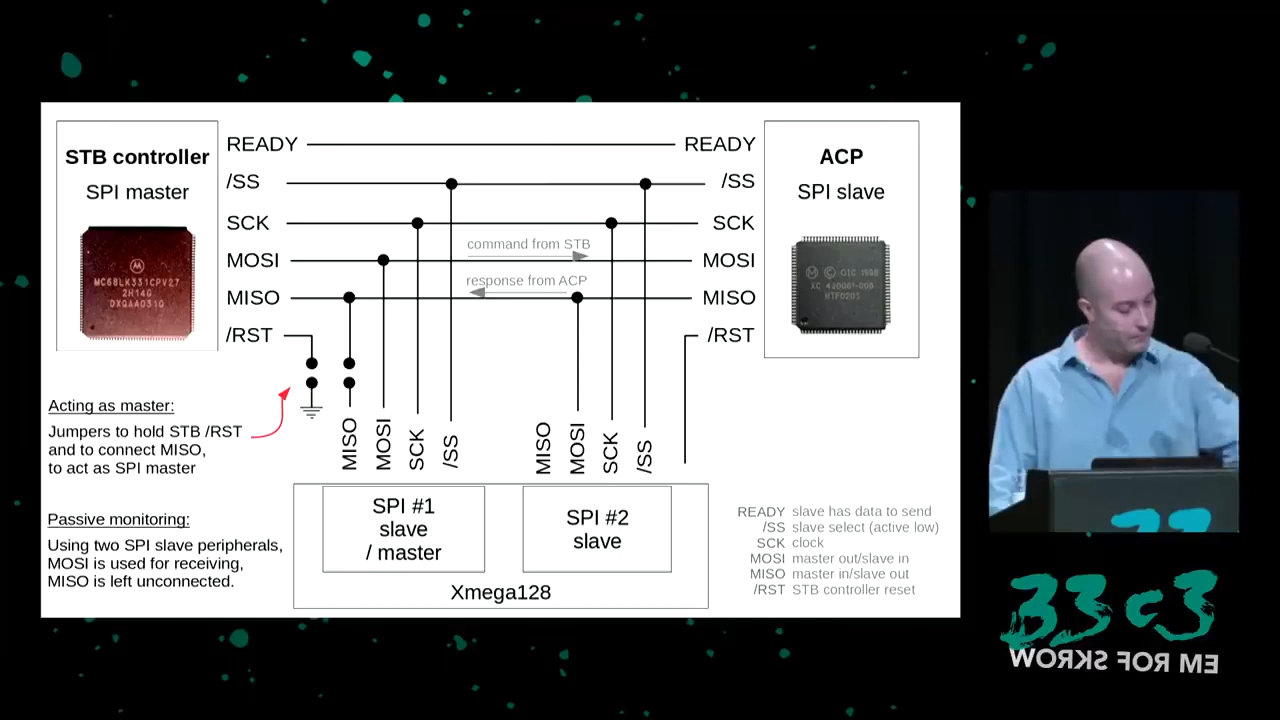 STB controller
SPI master
MC68LK331CPV27
2H14G
READY
/SS
SCK
MOSI
MISO
/RST
command from STB
response from ACP
READY
/SS
SCK
MOSI
MISO
/RST
ACP
SPI slave
Acting as master:
Jumpers to hold STB /RST
and to connect MISO,
to act as SPI master
MISO
MOSI
SCK
/SS
MISO
MOSI
SCK
/SS
Passive monitoring:
Using two SPI slave peripherals,
MOSI is used for receiving,
MISO is left unconnected.
SPI #1
slave
/ master
SPI #2
slave
Xmega128
READY slave has data to send
/SS slave select (active low)
SCK clock
MOSI master out/slave in
MISO master in/slave out
/RST STB controller reset
33c3
WORKS FOR ME